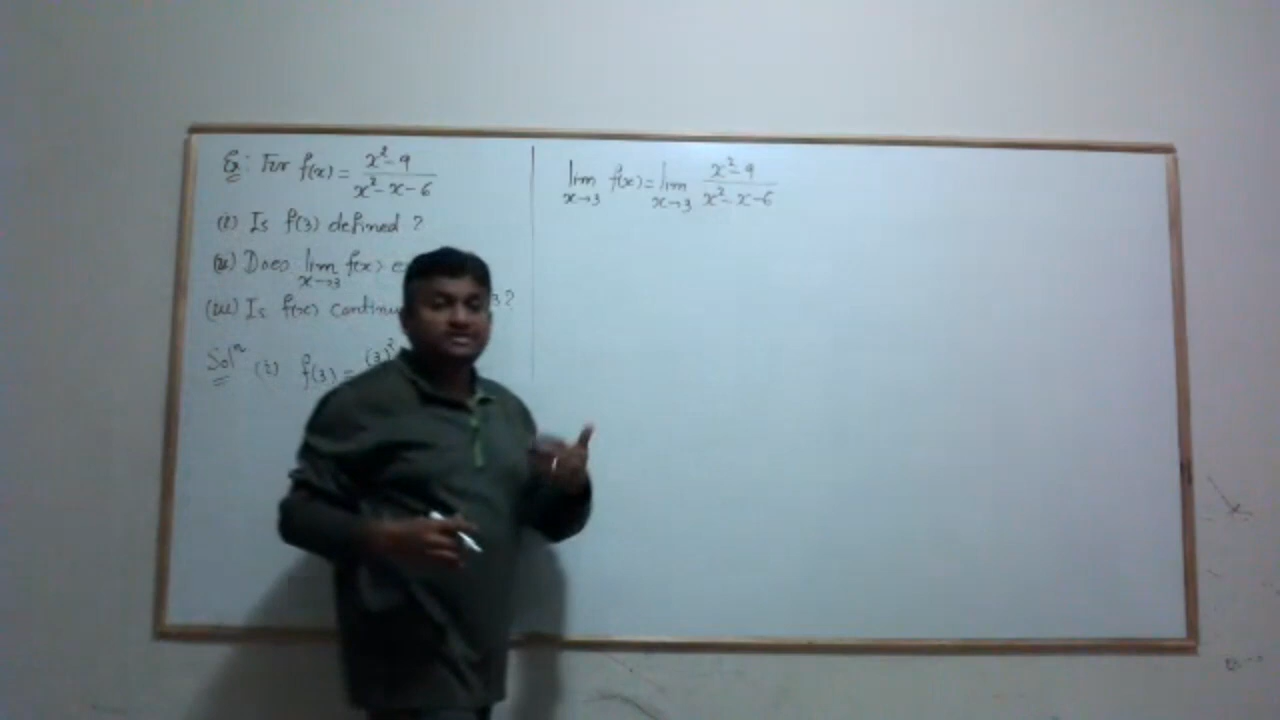 Ex: For f(x) = x²-9 / x²-x-6
(i) Is f(3) defined ?
(ii) Does lim x→3 f(x)
(iii) Is f(x) 3?
Solⁿ (i) f(3) = (3)²
lim x→3 f(x) = lim x→3 x²-9 / x²-x-6